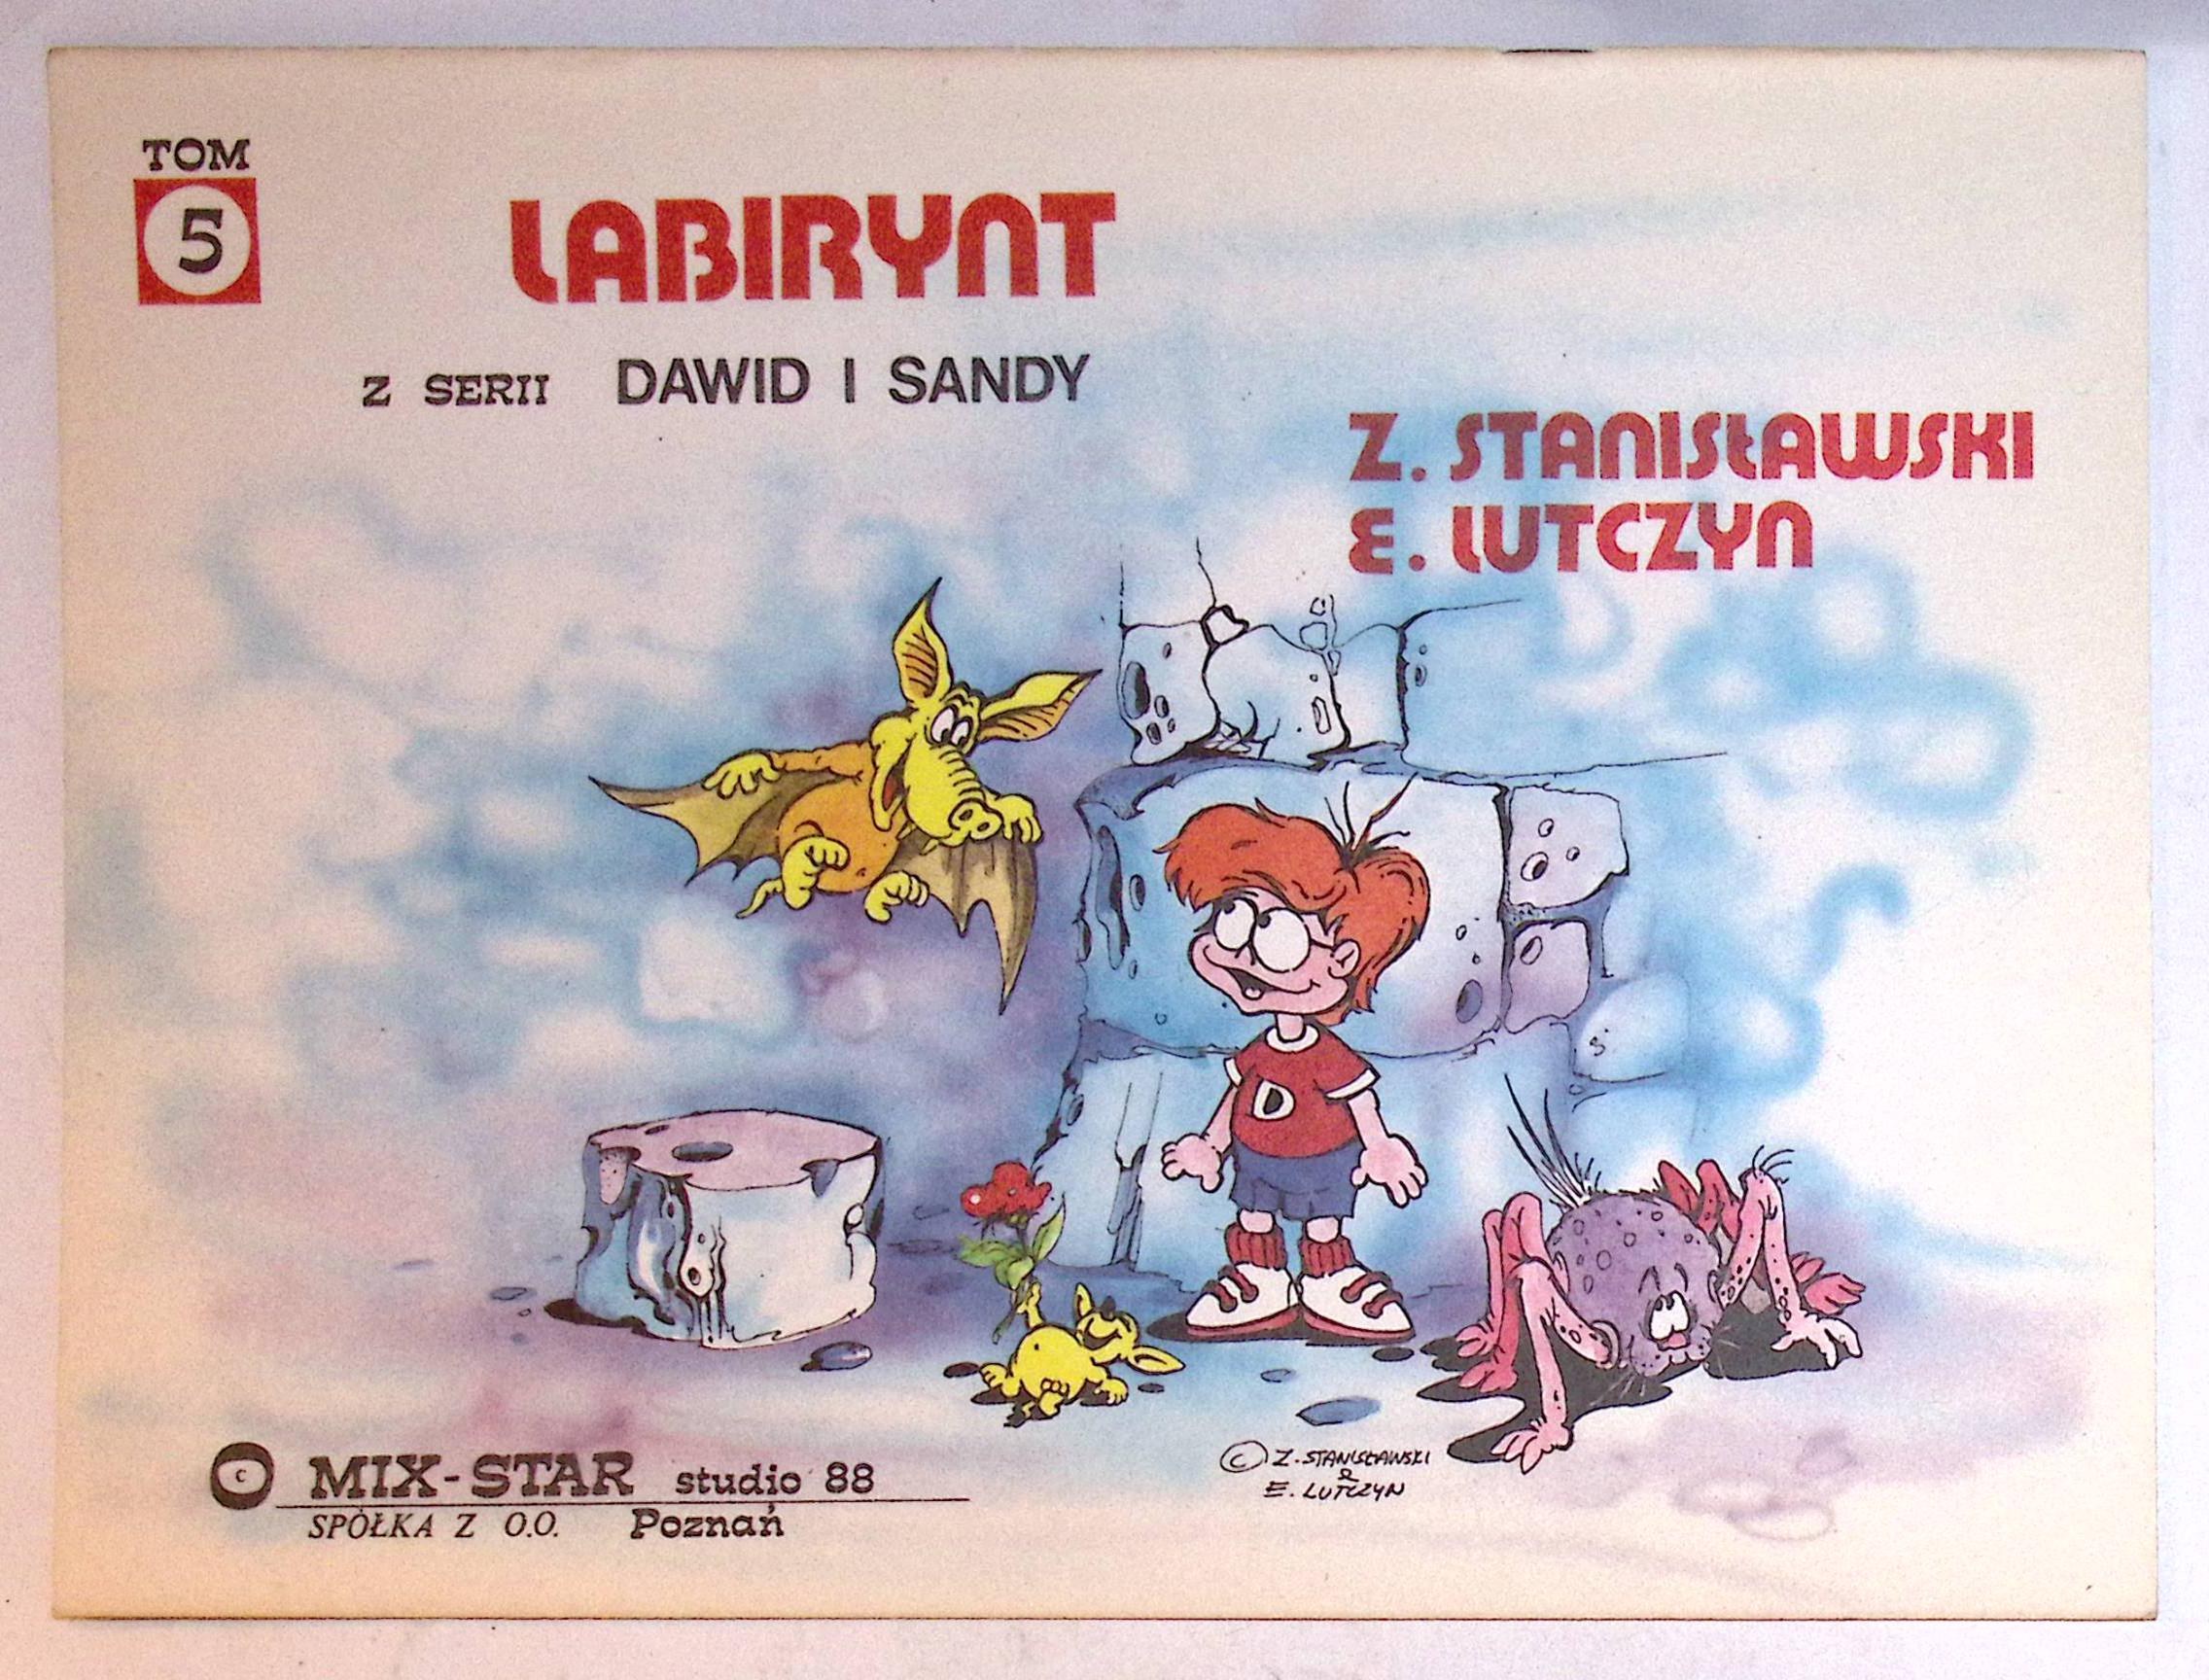 TOM
5
LABIRYNT
Z SERII DAWID I SANDY
Z. STANISŁAWSKI
E. LUTCZYN
D
© Z. STANISŁAWSKI
&
E. LUTCZYN
© MIX-STAR studio 88
SPÓŁKA Z O.O. Poznań